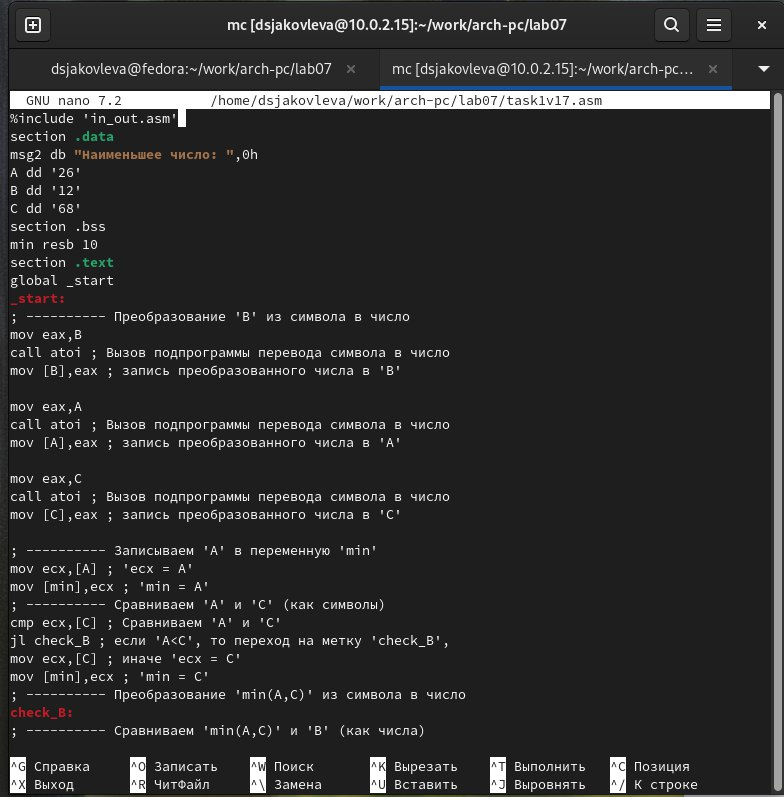 mc [dsjakovleva@10.0.2.15]:~/work/arch-pc/lab07
dsjakovleva@fedora:~/work/arch-pc/lab07
mc [dsjakovleva@10.0.2.15]:~/work/arch-pc...
GNU nano 7.2 /home/dsjakovleva/work/arch-pc/lab07/task1v17.asm
%include 'in_out.asm'
section .data
msg2 db "Наименьшее число: ",0h
A dd '26'
B dd '12'
C dd '68'
section .bss
min resb 10
section .text
global _start
_start:
; ---------- Преобразование 'B' из символа в число
mov eax,B
call atoi ; Вызов подпрограммы перевода символа в число
mov [B],eax ; запись преобразованного числа в 'B'
mov eax,A
call atoi ; Вызов подпрограммы перевода символа в число
mov [A],eax ; запись преобразованного числа в 'A'
mov eax,C
call atoi ; Вызов подпрограммы перевода символа в число
mov [C],eax ; запись преобразованного числа в 'C'
; ---------- Записываем 'A' в переменную 'min'
mov ecx,[A] ; 'ecx = A'
mov [min],ecx ; 'min = A'
; ---------- Сравниваем 'A' и 'С' (как символы)
cmp ecx,[C] ; Сравниваем 'A' и 'С'
jl check_B ; если 'A<C', то переход на метку 'check_B',
mov ecx,[C] ; иначе 'ecx = C'
mov [min],ecx ; 'min = C'
; ---------- Преобразование 'min(A,C)' из символа в число
check_B:
; ---------- Сравниваем 'min(A,C)' и 'B' (как числа)
^G Справка ^O Записать ^W Поиск ^K Вырезать ^T Выполнить ^C Позиция
^X Выход ^R ЧитФайл ^\ Замена ^U Вставить ^J Выровнять ^/ К строке